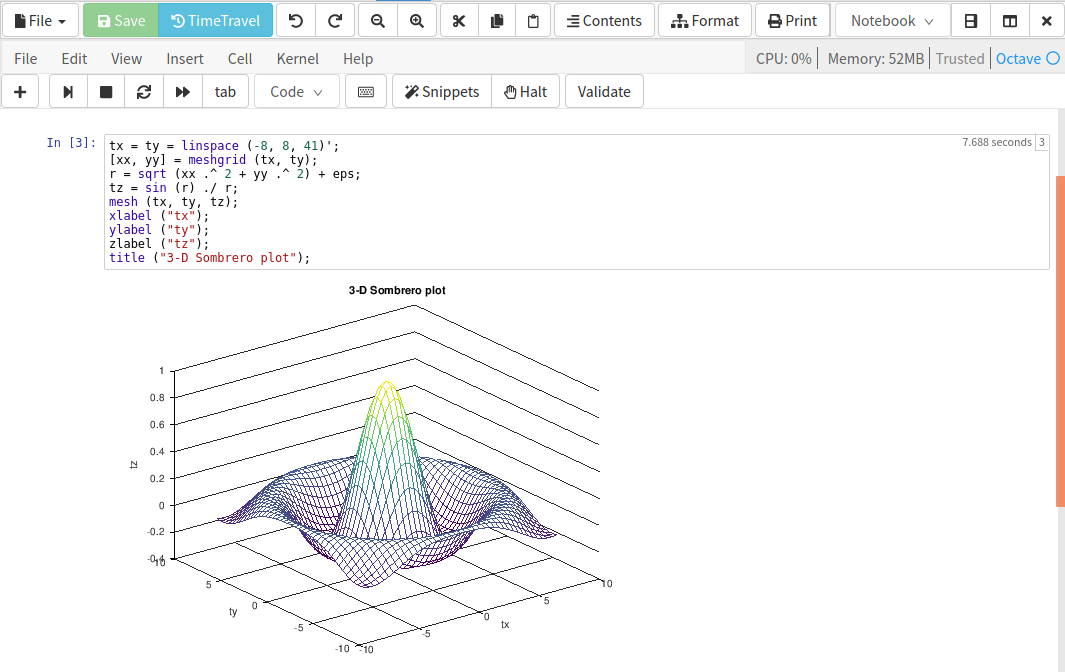 File Save TimeTravel Contents Format Print Notebook
File Edit View Insert Cell Kernel Help CPU: 0% Memory: 52MB Trusted Octave
tab Code Snippets Halt Validate
In [3]: 7.688 seconds 3
tx = ty = linspace (-8, 8, 41)';
[xx, yy] = meshgrid (tx, ty);
r = sqrt (xx .^ 2 + yy .^ 2) + eps;
tz = sin (r) ./ r;
mesh (tx, ty, tz);
xlabel ("tx");
ylabel ("ty");
zlabel ("tz");
title ("3-D Sombrero plot");
3-D Sombrero plot
1
0.8
0.6
0.4
tz
0.2
0
-0.2
-0.4
10
5
ty
0
-5
-10
-10
-5
0
tx
5
10